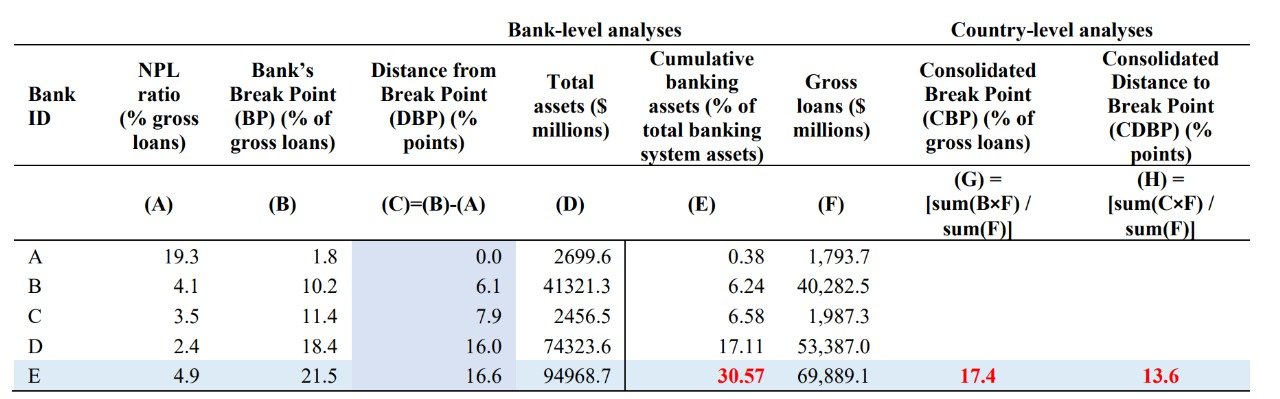 Bank-level analyses Country-level analyses
Bank ID | NPL ratio (% gross loans) | Bank’s Break Point (BP) (% of gross loans) | Distance from Break Point (DBP) (% points) | Total assets ($ millions) | Cumulative banking assets (% of total banking system assets) | Gross loans ($ millions) | Consolidated Break Point (CBP) (% of gross loans) | Consolidated Distance to Break Point (CDBP) (% points)
(A) | (B) | (C)=(B)-(A) | (D) | (E) | (F) | (G) = [sum(B×F) / sum(F)] | (H) = [sum(C×F) / sum(F)]
A 19.3 1.8 0.0 2699.6 0.38 1,793.7
B 4.1 10.2 6.1 41321.3 6.24 40,282.5
C 3.5 11.4 7.9 2456.5 6.58 1,987.3
D 2.4 18.4 16.0 74323.6 17.11 53,387.0
E 4.9 21.5 16.6 94968.7 30.57 69,889.1 17.4 13.6